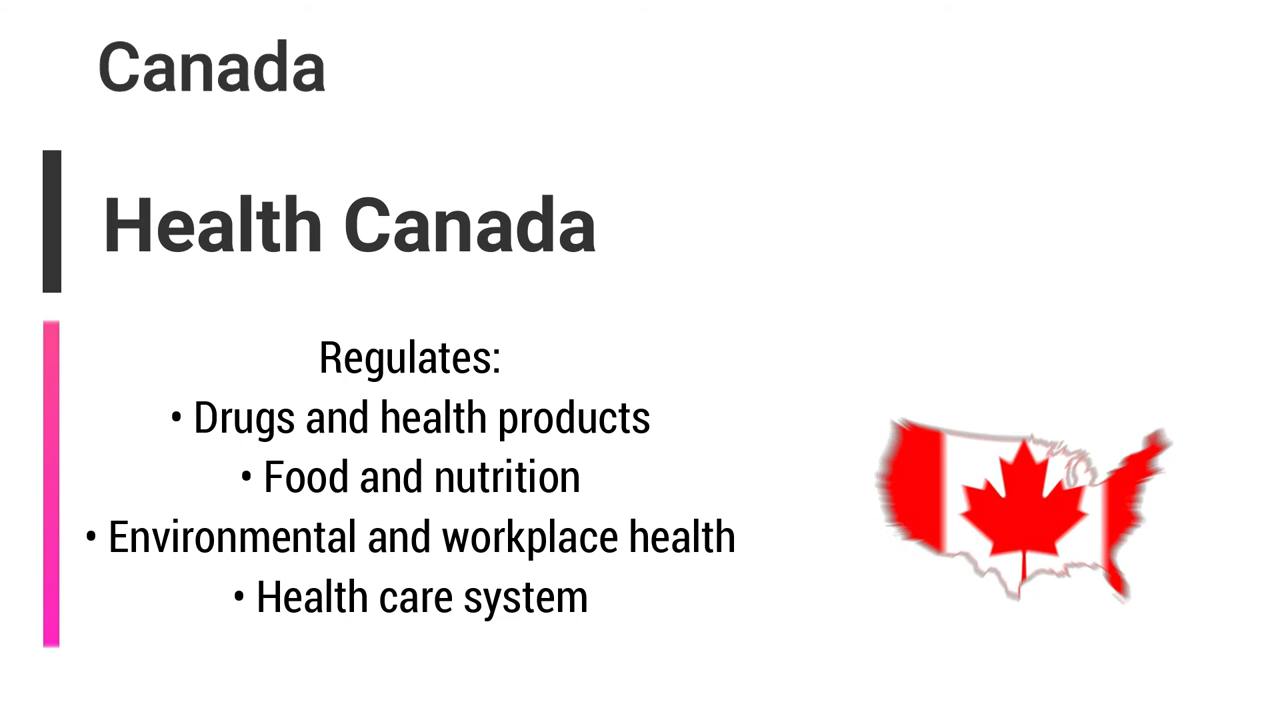 Canada
Health Canada
Regulates:
• Drugs and health products
• Food and nutrition
• Environmental and workplace health
• Health care system